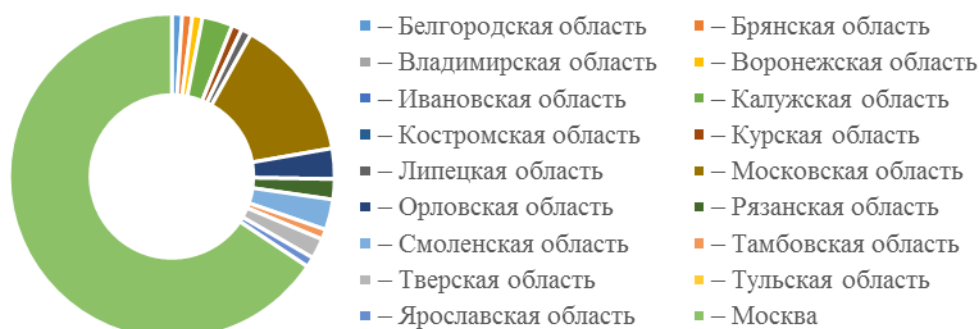 – Белгородская область – Брянская область
– Владимирская область – Воронежская область
– Ивановская область – Калужская область
– Костромская область – Курская область
– Липецкая область – Московская область
– Орловская область – Рязанская область
– Смоленская область – Тамбовская область
– Тверская область – Тульская область
– Ярославская область – Москва